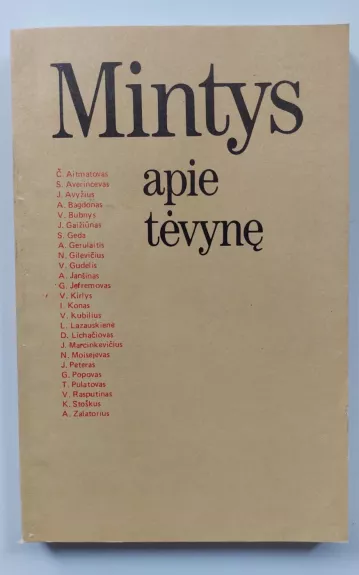 Mintys
apie
tėvynę
Č. Aitmatovas
S. Averincevas
J. Avyžius
A. Bagdonas
V. Bubnys
J. Gaižiūnas
S. Geda
A. Gerulaitis
N. Gilevičius
V. Gudelis
A. Janšinas
G. Jefremovas
V. Kirlys
I. Konas
V. Kubilius
L. Lazauskienė
D. Lichačiovas
J. Marcinkevičius
N. Moisejevas
J. Peteras
G. Popovas
T. Pulatovas
V. Rasputinas
K. Stoškus
A. Zalatorius